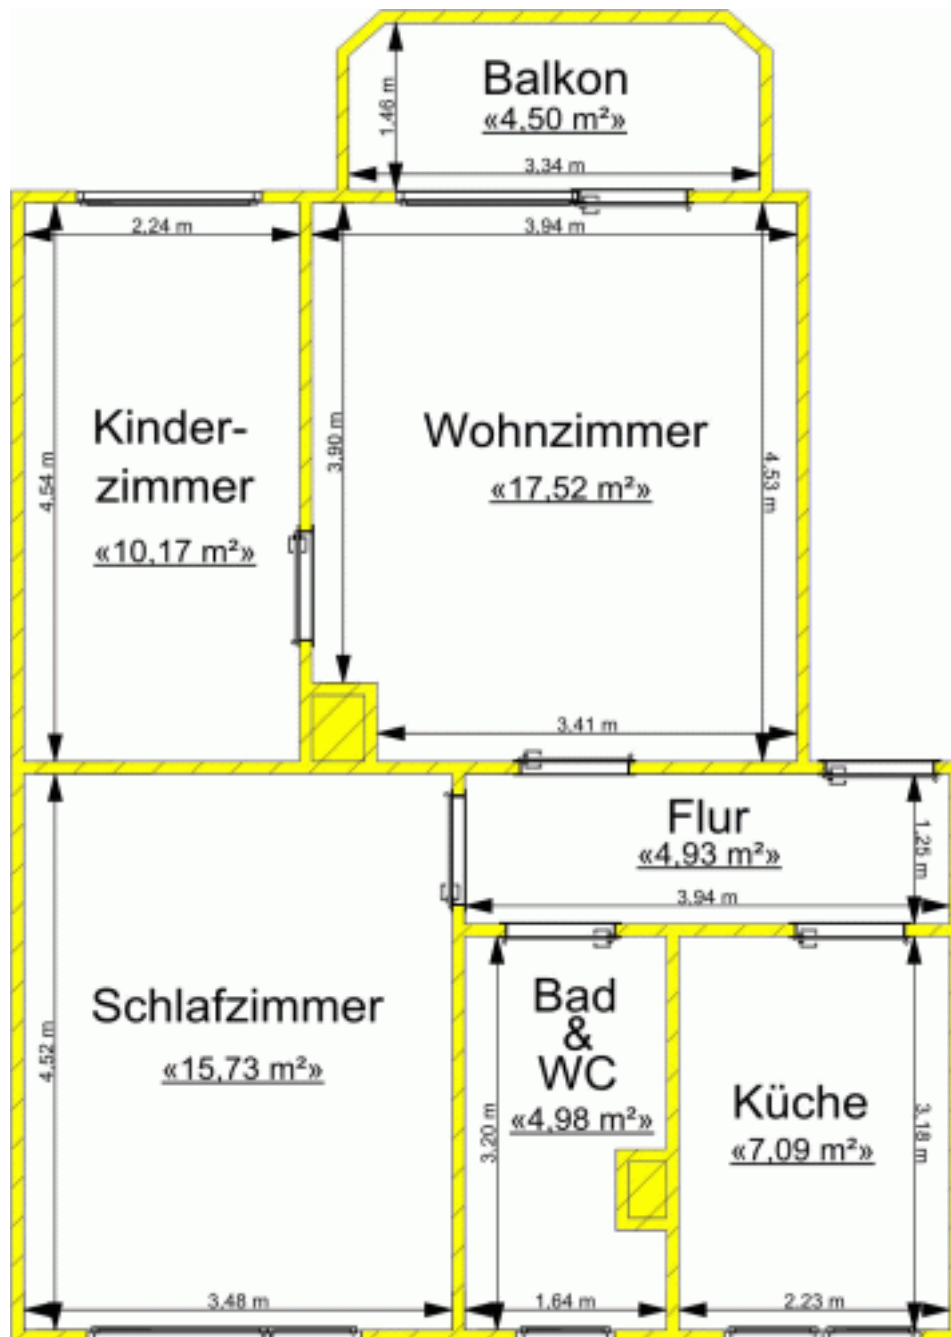 Balkon
«4,50 m²»
1,46 m
3,34 m
2,24 m
3,94 m
Kinder-
zimmer
«10,17 m²»
4,54 m
3,90 m
Wohnzimmer
«17,52 m²»
4,53 m
3,41 m
Flur
«4,93 m²»
1,25 m
3,94 m
Schlafzimmer
«15,73 m²»
4,52 m
3,48 m
Bad
&
WC
«4,98 m²»
3,20 m
1,64 m
Küche
«7,09 m²»
3,18 m
2,23 m